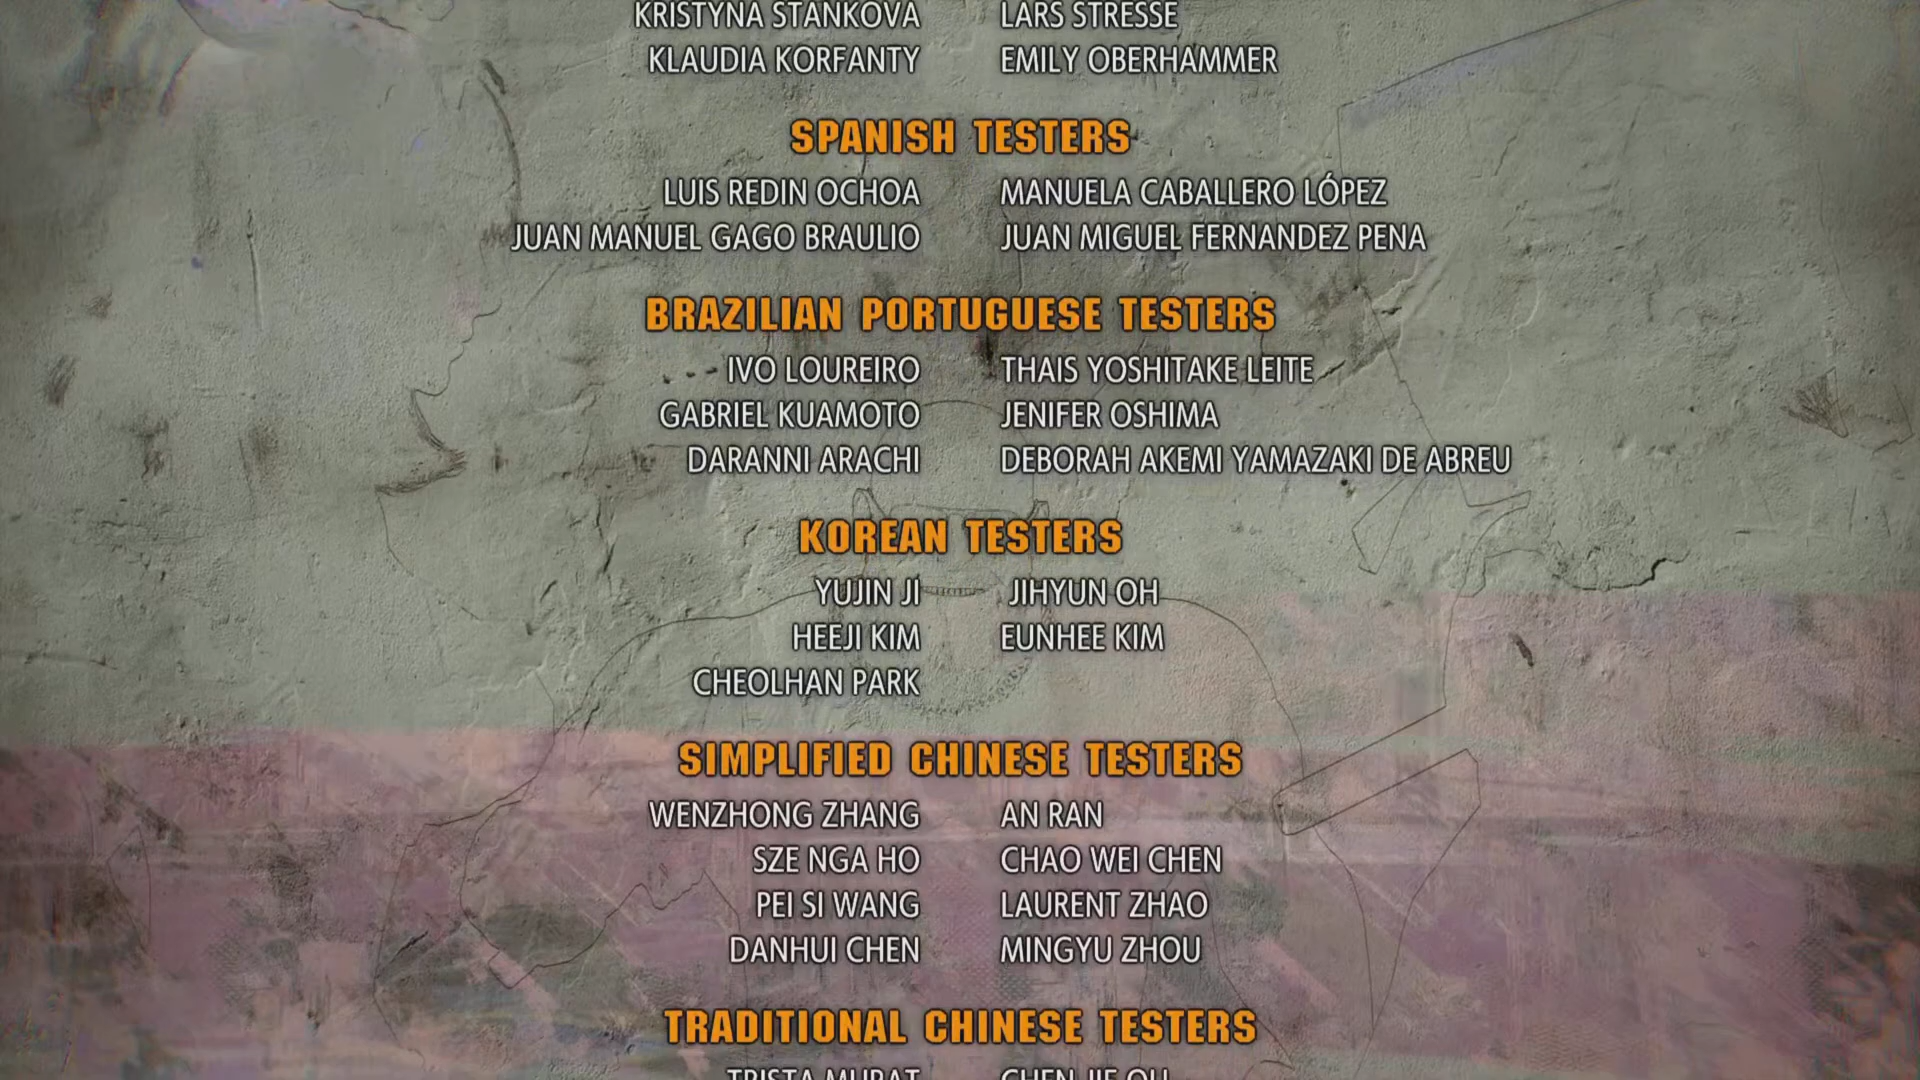 KRISTYNA STANKOVA LARS STRESSE
KLAUDIA KORFANTY EMILY OBERHAMMER
SPANISH TESTERS
LUIS REDIN OCHOA MANUELA CABALLERO LÓPEZ
JUAN MANUEL GAGO BRAULIO JUAN MIGUEL FERNANDEZ PENA
BRAZILIAN PORTUGUESE TESTERS
IVO LOUREIRO THAIS YOSHITAKE LEITE
GABRIEL KUAMOTO JENIFER OSHIMA
DARANNI ARACHI DEBORAH AKEMI YAMAZAKI DE ABREU
KOREAN TESTERS
YUJIN JI JIHYUN OH
HEEJI KIM EUNHEE KIM
CHEOLHAN PARK
SIMPLIFIED CHINESE TESTERS
WENZHONG ZHANG AN RAN
SZE NGA HO CHAO WEI CHEN
PEI SI WANG LAURENT ZHAO
DANHUI CHEN MINGYU ZHOU
TRADITIONAL CHINESE TESTERS
TRISTA MURAT CHEN JIE